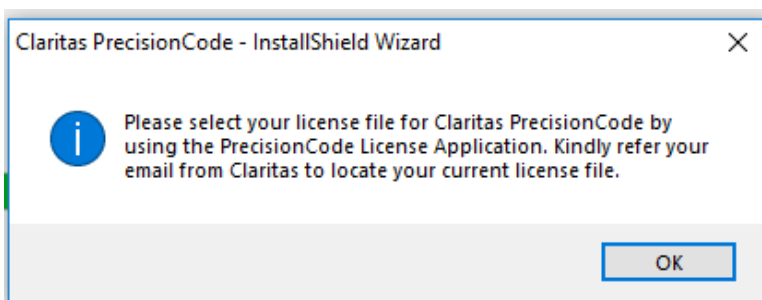 Claritas PrecisionCode - InstallShield Wizard
Please select your license file for Claritas PrecisionCode by
using the PrecisionCode License Application. Kindly refer your
email from Claritas to locate your current license file.
OK